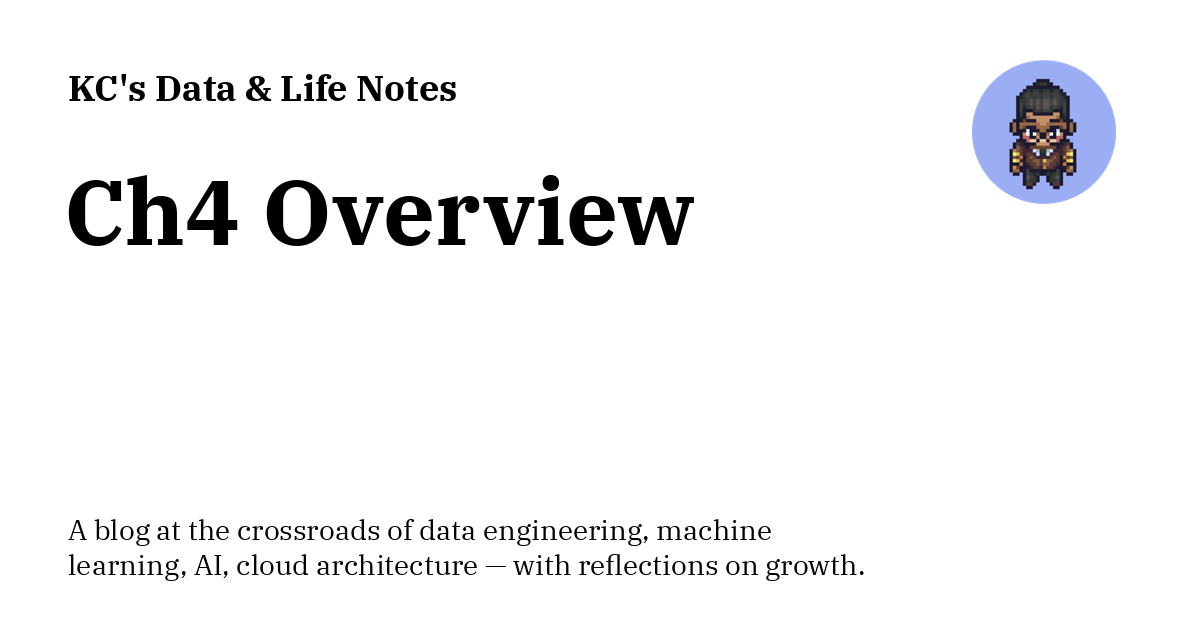 KC's Data & Life Notes
Ch4 Overview
A blog at the crossroads of data engineering, machine
learning, AI, cloud architecture — with reflections on growth.